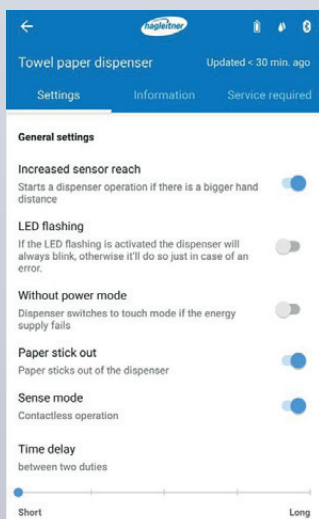 hagleitner
Towel paper dispenser
Updated < 30 min. ago
Settings
Information
Service required
General settings
Increased sensor reach
Starts a dispenser operation if there is a bigger hand
distance
LED flashing
If the LED flashing is activated the dispenser will
always blink, otherwise it'll do so just in case of an
error.
Without power mode
Dispenser switches to touch mode if the energy
supply fails
Paper stick out
Paper sticks out of the dispenser
Sense mode
Contactless operation
Time delay
between two duties
Short
Long